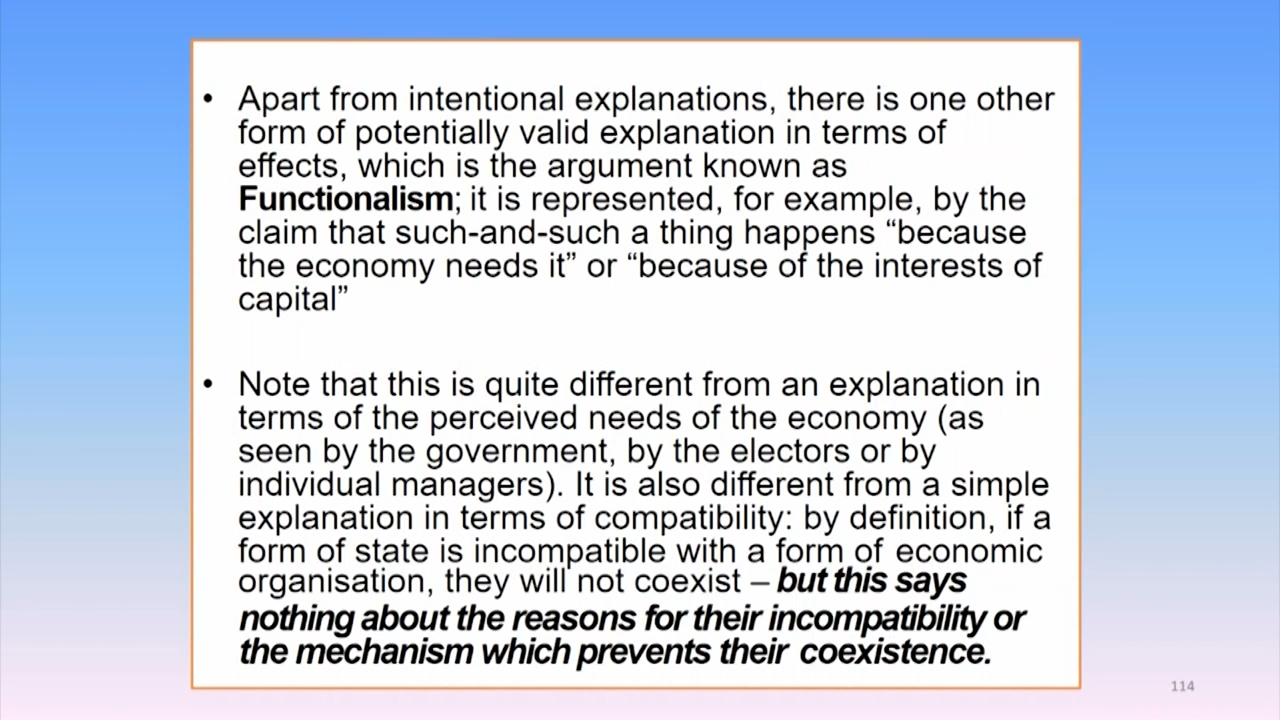 • Apart from intentional explanations, there is one other
form of potentially valid explanation in terms of
effects, which is the argument known as
Functionalism; it is represented, for example, by the
claim that such-and-such a thing happens “because
the economy needs it” or “because of the interests of
capital”
• Note that this is quite different from an explanation in
terms of the perceived needs of the economy (as
seen by the government, by the electors or by
individual managers). It is also different from a simple
explanation in terms of compatibility: by definition, if a
form of state is incompatible with a form of economic
organisation, they will not coexist – but this says
nothing about the reasons for their incompatibility or
the mechanism which prevents their coexistence.
114